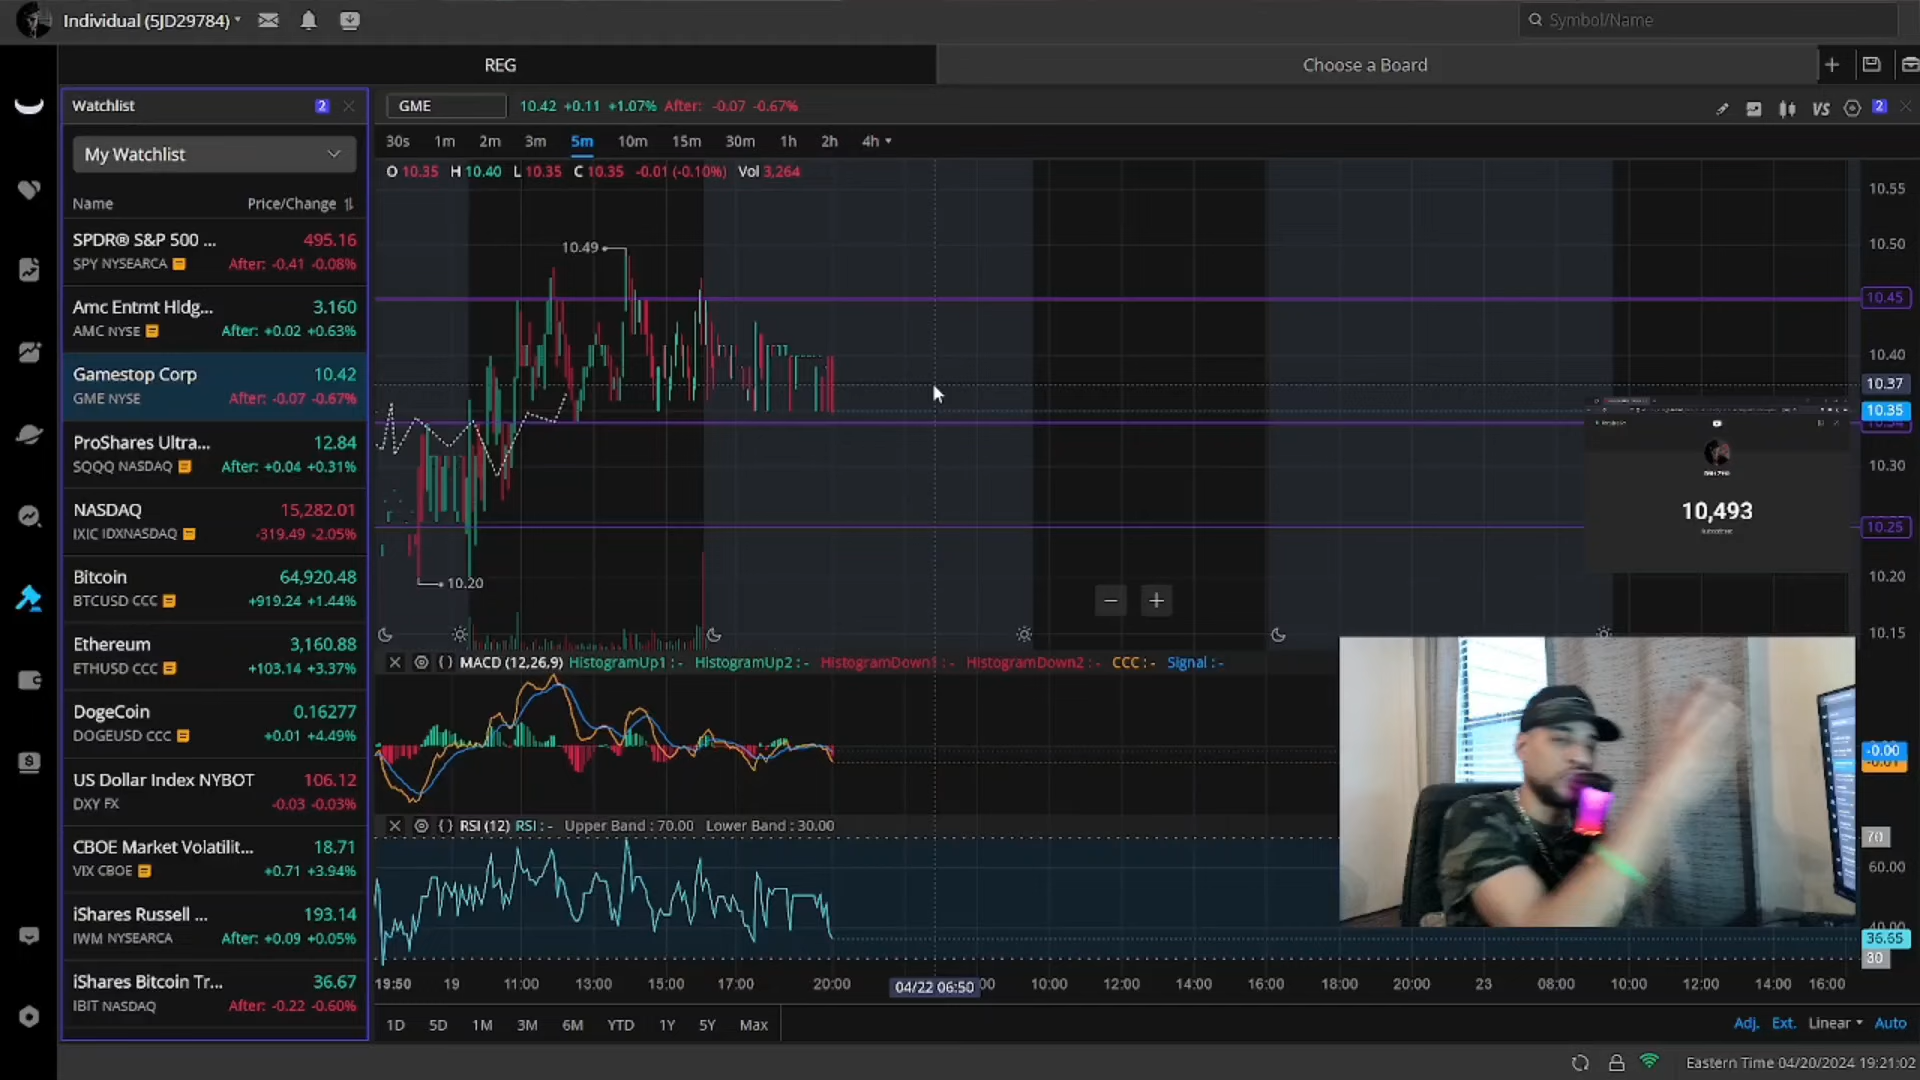 Individual (5JD29784)
Symbol/Name
REG
Choose a Board
Watchlist
2
GME
10.42 +0.11 +1.07% After: -0.07 -0.67%
VS
2
My Watchlist
30s 1m 2m 3m 5m 10m 15m 30m 1h 2h 4h
O 10.35 H 10.40 L 10.35 C 10.35 -0.01 (-0.10%) Vol 3,264
Name Price/Change
SPDR® S&P 500 ... 495.16
SPY NYSEARCA After: -0.41 -0.08%
Amc Entmt Hldg... 3.160
AMC NYSE After: +0.02 +0.63%
Gamestop Corp 10.42
GME NYSE After: -0.07 -0.67%
ProShares Ultra... 12.84
SQQQ NASDAQ After: +0.04 +0.31%
NASDAQ 15,282.01
IXIC IDXNASDAQ -319.49 -2.05%
Bitcoin 64,920.48
BTCUSD CCC +919.24 +1.44%
Ethereum 3,160.88
ETHUSD CCC +103.14 +3.37%
DogeCoin 0.16277
DOGEUSD CCC +0.01 +4.49%
US Dollar Index NYBOT 106.12
DXY FX -0.03 -0.03%
CBOE Market Volatilit... 18.71
VIX CBOE +0.71 +3.94%
iShares Russell ... 193.14
IWM NYSEARCA After: +0.09 +0.05%
iShares Bitcoin Tr... 36.67
IBIT NASDAQ After: -0.22 -0.60%
10.49
10.20
10.55
10.50
10.45
10.40
10.37
10.35
10.30
10.25
10.20
10.15
10,493
MACD (12,26,9) HistogramUp1 : - HistogramUp2 : - HistogramDown1 : - HistogramDown2 : - CCC : - Signal : -
-0.00
RSI (12) RSI : - Upper Band : 70.00 Lower Band : 30.00
70
60.00
36.65
30
19:50 19 11:00 13:00 15:00 17:00 20:00 04/22 06:50 10:00 12:00 14:00 16:00 18:00 20:00 23 08:00 10:00 12:00 14:00 16:00
1D 5D 1M 3M 6M YTD 1Y 5Y Max
Adj. Ext. Linear Auto
Eastern Time 04/20/2024 19:21:02